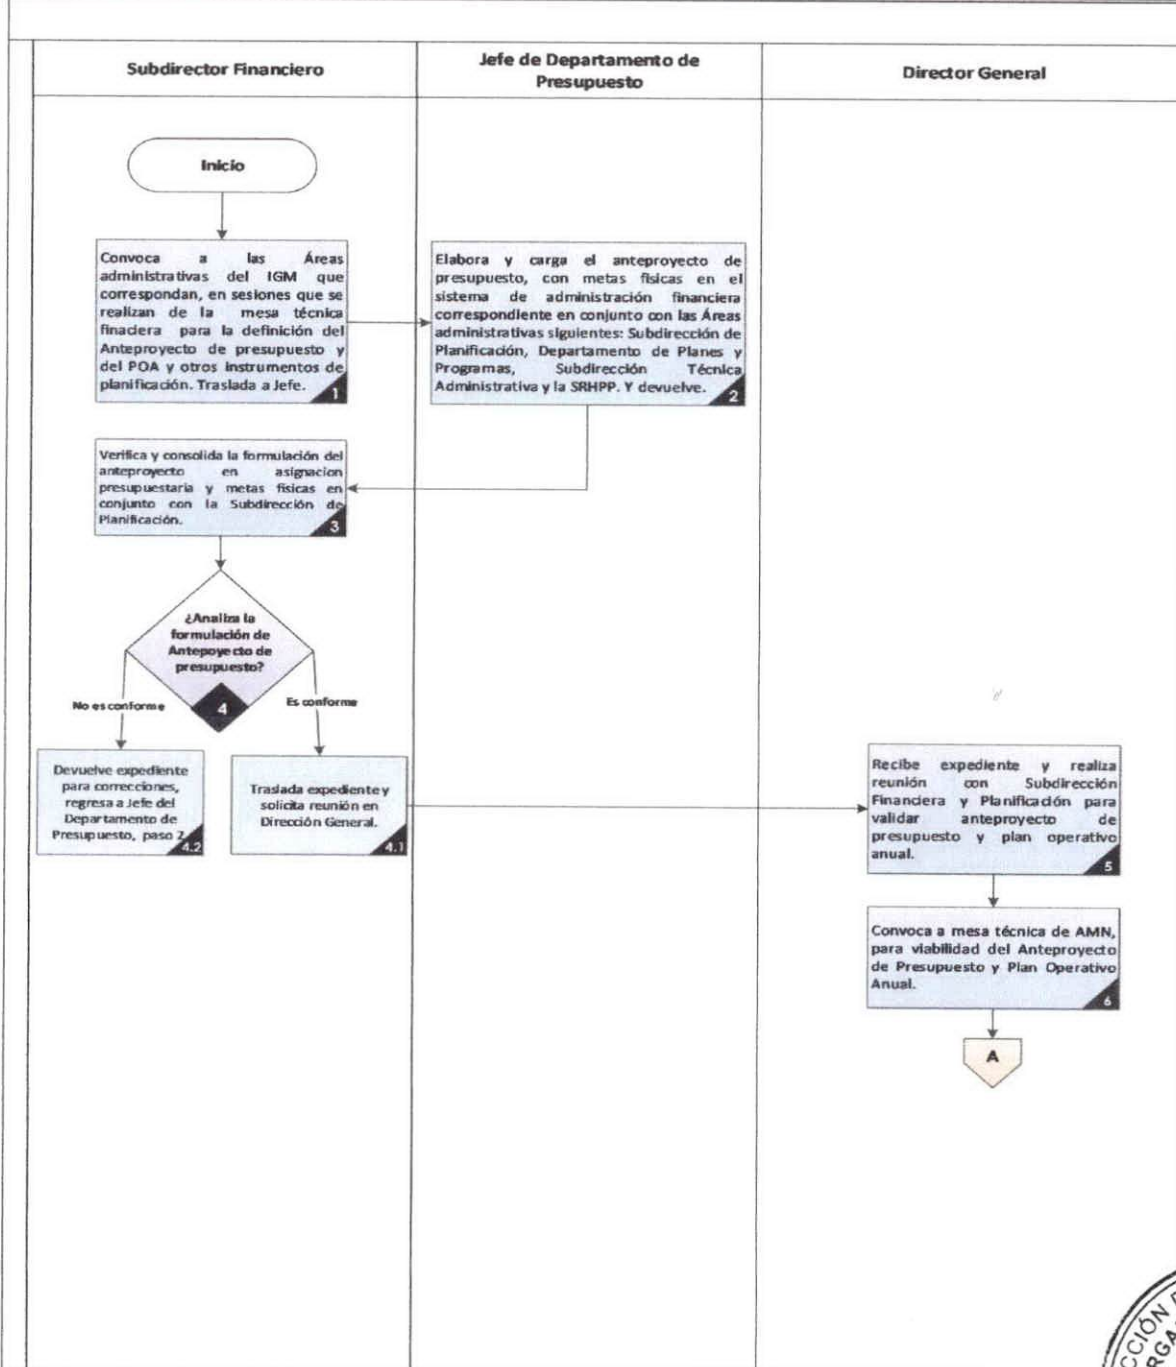 Subdirector Financiero
Jefe de Departamento de
Presupuesto
Director General
Inicio
Convoca a las Áreas
administrativas del IGM que
correspondan, en sesiones que se
realizan de la mesa técnica
finaciera para la definición del
Anteproyecto de presupuesto y
del POA y otros instrumentos de
planificación. Traslada a Jefe.
1
Elabora y carga el anteproyecto de
presupuesto, con metas físicas en el
sistema de administración financiera
correspondiente en conjunto con las Áreas
administrativas siguientes: Subdirección de
Planificación, Departamento de Planes y
Programas, Subdirección Técnica
Administrativa y la SRHPP. Y devuelve.
2
Verifica y consolida la formulación del
anteproyecto en asignacion
presupuestaria y metas físicas en
conjunto con la Subdirección de
Planificación.
3
¿Analiza la
formulación de
Antepoyecto de
presupuesto?
4
No es conforme
Es conforme
Devuelve expediente
para correcciones,
regresa a Jefe del
Departamento de
Presupuesto, paso 2.
4.2
Traslada expediente y
solicita reunión en
Dirección General.
4.1
Recibe expediente y realiza
reunión con Subdirección
Financiera y Planificación para
validar anteproyecto de
presupuesto y plan operativo
anual.
5
Convoca a mesa técnica de AMN,
para viabilidad del Anteproyecto
de Presupuesto y Plan Operativo
Anual.
6
A